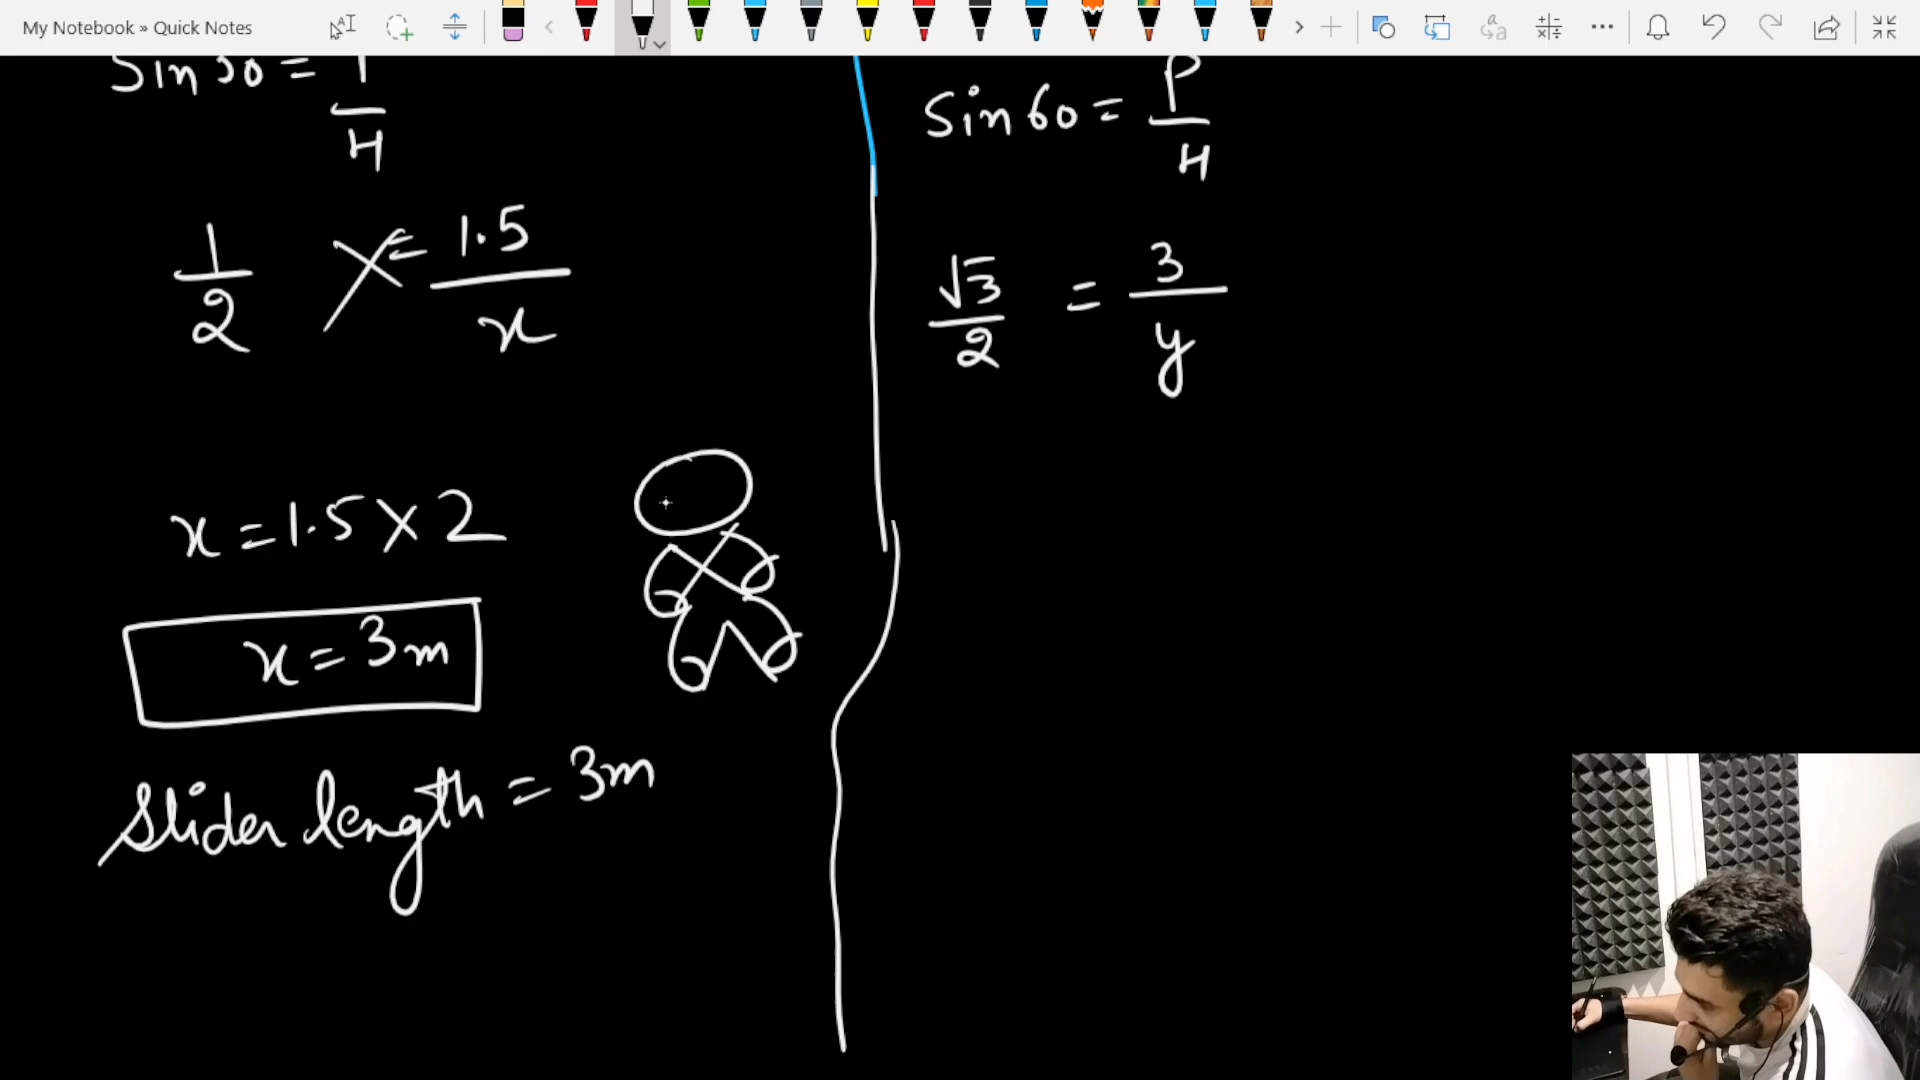 My Notebook » Quick Notes
Sin 30 =
H
1/2 = 1.5/x
x = 1.5 × 2
x = 3m
Slider length = 3m
Sin 60 = P/H
√3/2 = 3/y